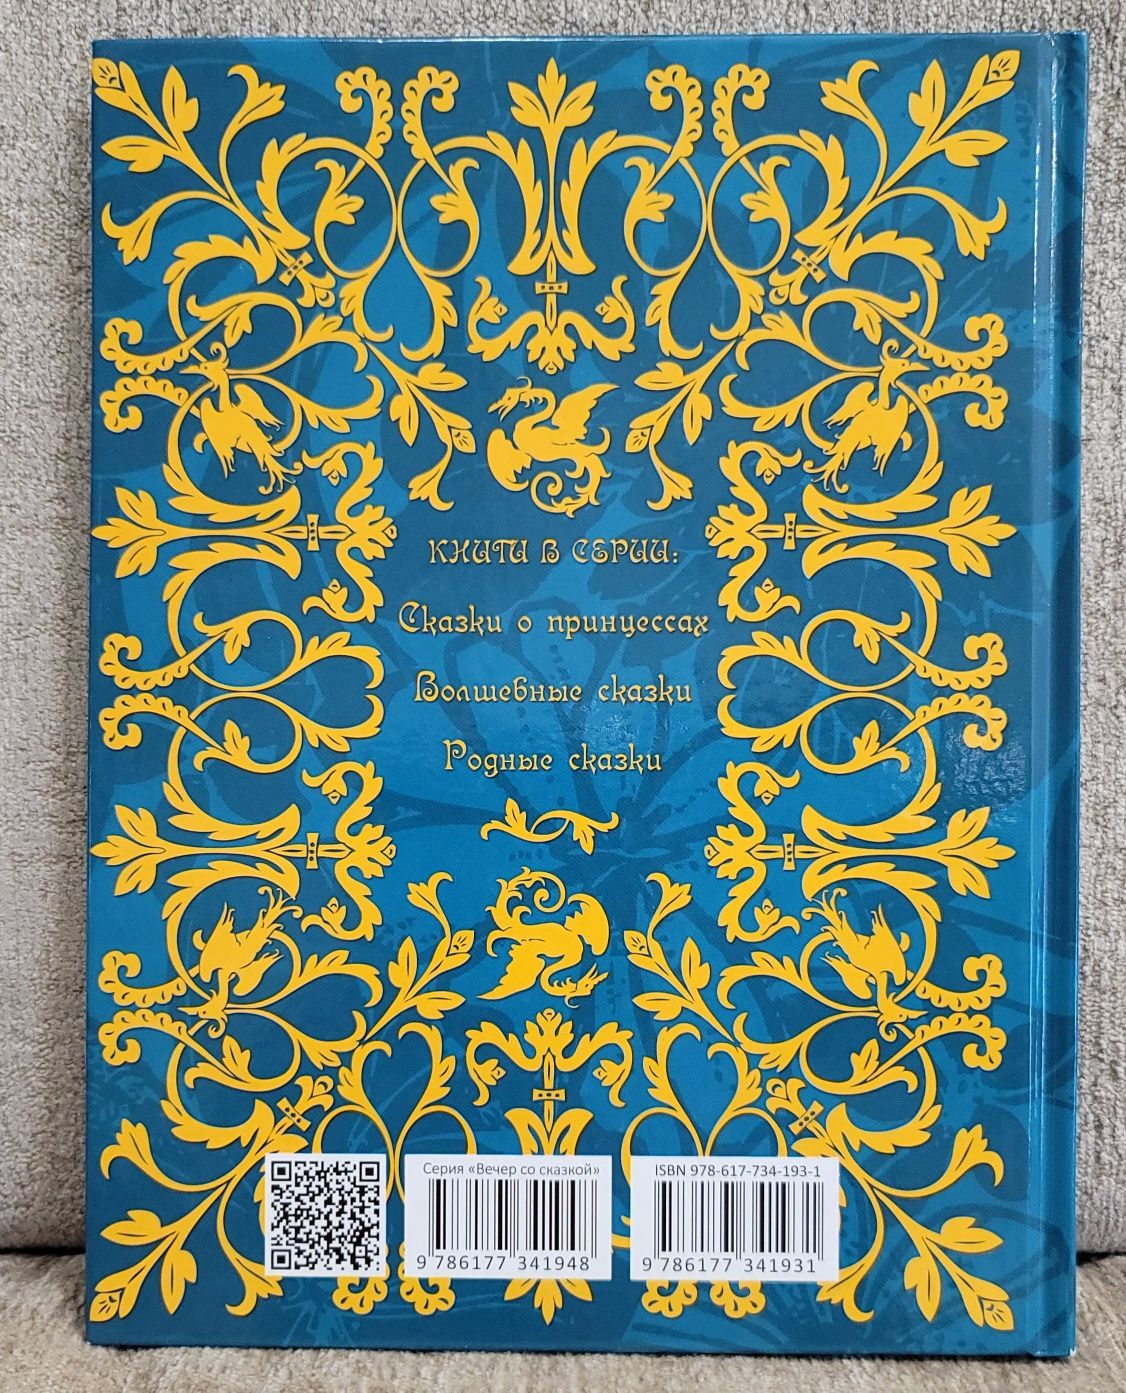 КНИГИ В СЕРИИ:
Сказки о принцессах
Волшебные сказки
Родные сказки
Серия «Вечер со сказкой»
9 786177 341948
ISBN 978-617-734-193-1
9 786177 341931